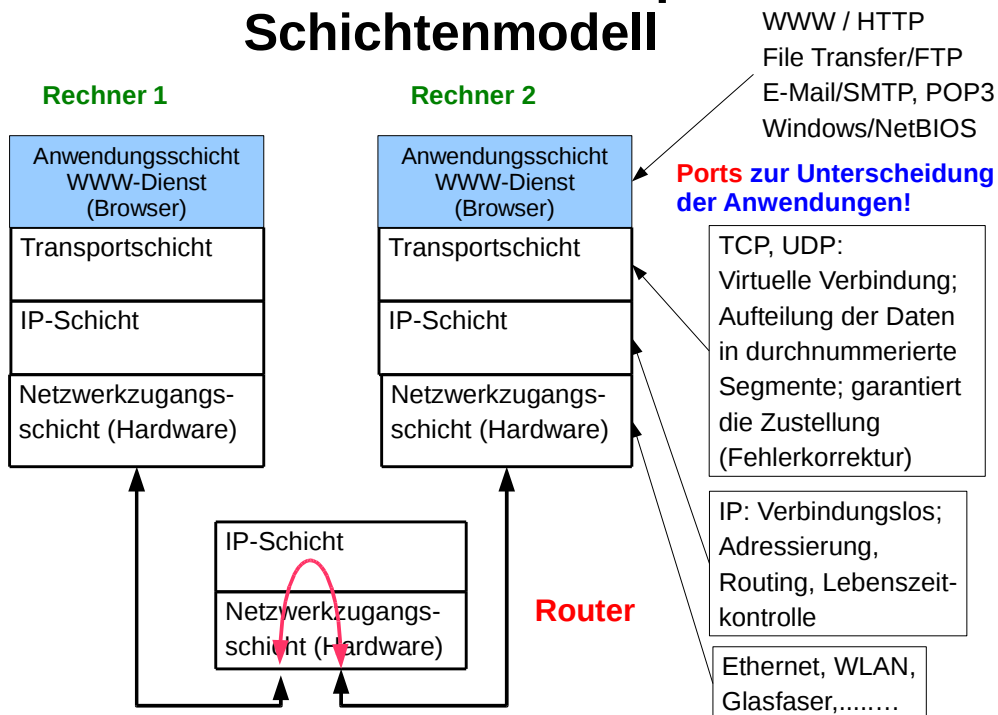 Schichtenmodell
WWW / HTTP
File Transfer/FTP
E-Mail/SMTP, POP3
Windows/NetBIOS
Rechner 1
Rechner 2
Anwendungsschicht
WWW-Dienst
(Browser)
Transportschicht
IP-Schicht
Netzwerkzugangs-
schicht (Hardware)
Anwendungsschicht
WWW-Dienst
(Browser)
Transportschicht
IP-Schicht
Netzwerkzugangs-
schicht (Hardware)
Ports zur Unterscheidung
der Anwendungen!
TCP, UDP:
Virtuelle Verbindung;
Aufteilung der Daten
in durchnummerierte
Segmente; garantiert
die Zustellung
(Fehlerkorrektur)
IP-Schicht
Netzwerkzugangs-
schicht (Hardware)
Router
IP: Verbindungslos;
Adressierung,
Routing, Lebenszeit-
kontrolle
Ethernet, WLAN,
Glasfaser,.....…